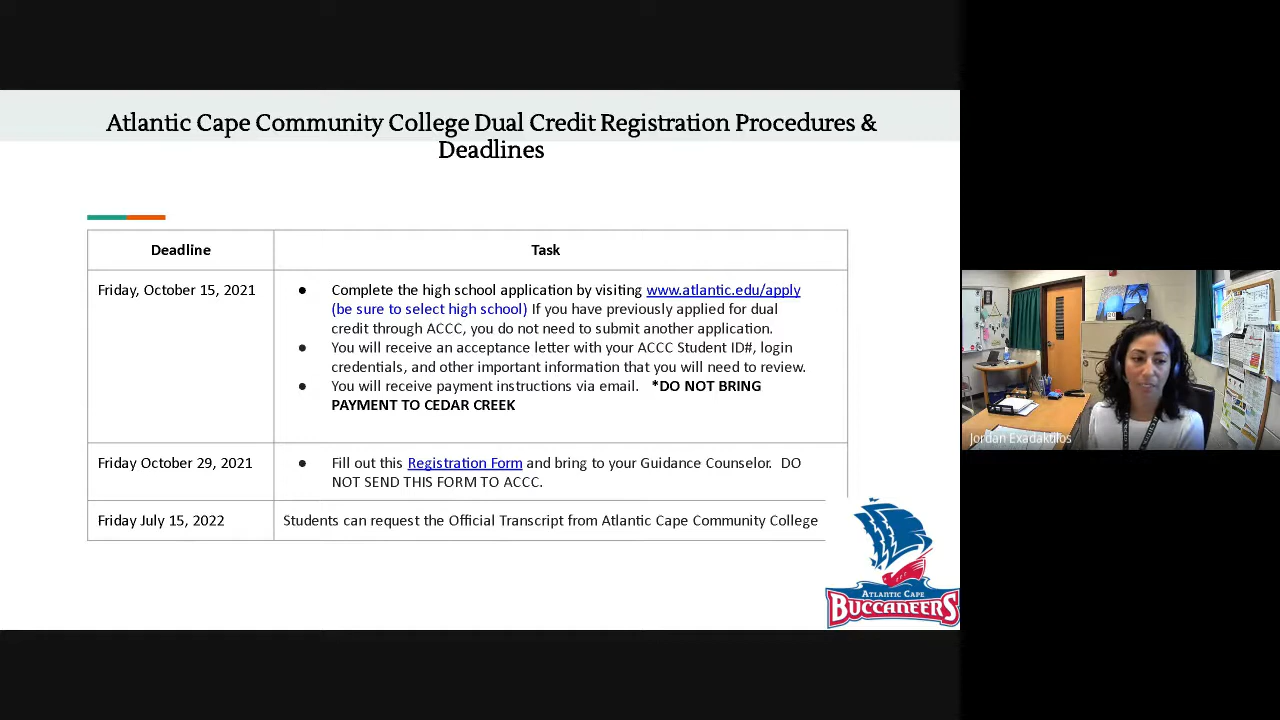 Atlantic Cape Community College Dual Credit Registration Procedures &
Deadlines
Deadline
Task
Friday, October 15, 2021
● Complete the high school application by visiting www.atlantic.edu/apply
(be sure to select high school) If you have previously applied for dual
credit through ACCC, you do not need to submit another application.
● You will receive an acceptance letter with your ACCC Student ID#, login
credentials, and other important information that you will need to review.
● You will receive payment instructions via email. *DO NOT BRING
PAYMENT TO CEDAR CREEK
Friday October 29, 2021
● Fill out this Registration Form and bring to your Guidance Counselor. DO
NOT SEND THIS FORM TO ACCC.
Friday July 15, 2022
Students can request the Official Transcript from Atlantic Cape Community College
ATLANTIC CAPE
BUCCANEERS
Jordan Exadaktilos